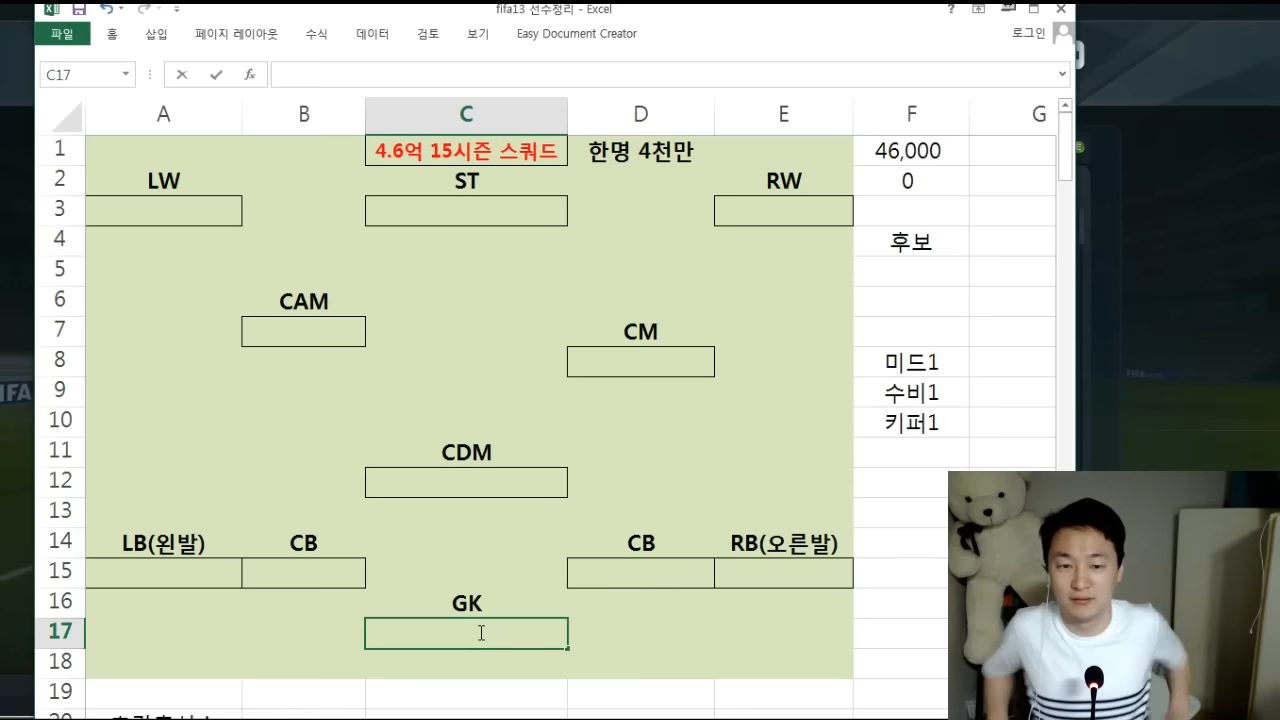 fifa13 선수정리 - Excel
파일 홈 삽입 페이지 레이아웃 수식 데이터 검토 보기 Easy Document Creator 로그인
C17 fx
A B C D E F G
1 4.6억 15시즌 스쿼드 한명 4천만 46,000
2 LW ST RW 0
3
4 후보
5
6 CAM
7 CM
8 미드1
9 수비1
10 키퍼1
11 CDM
12
13
14 LB(왼발) CB CB RB(오른발)
15
16 GK
17
18
19